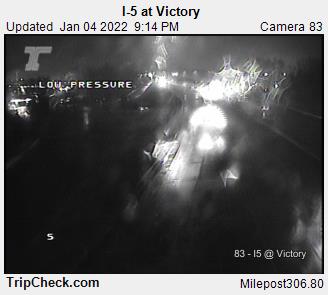 I-5 at Victory
Updated Jan 04 2022 9:14 PM Camera 83
T
LOW PRESSURE
S
83 - I5 @ Victory
TripCheck.com Milepost306.80